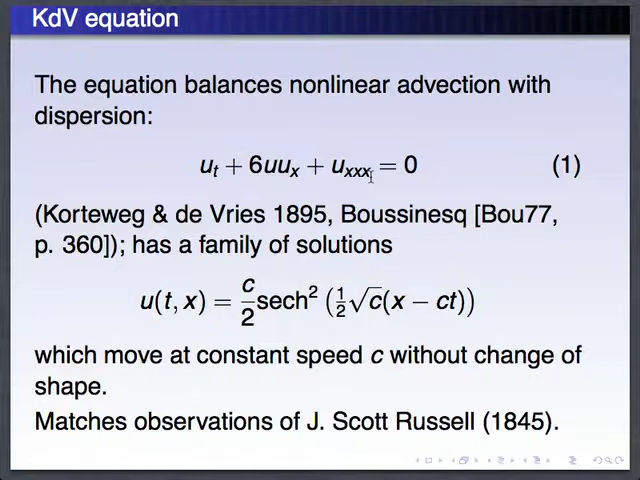 KdV equation
The equation balances nonlinear advection with
dispersion:
u_t + 6uu_x + u_xxx = 0 (1)
(Korteweg & de Vries 1895, Boussinesq [Bou77,
p. 360]); has a family of solutions
u(t, x) = c/2 sech² (½√c(x − ct))
which move at constant speed c without change of
shape.
Matches observations of J. Scott Russell (1845).